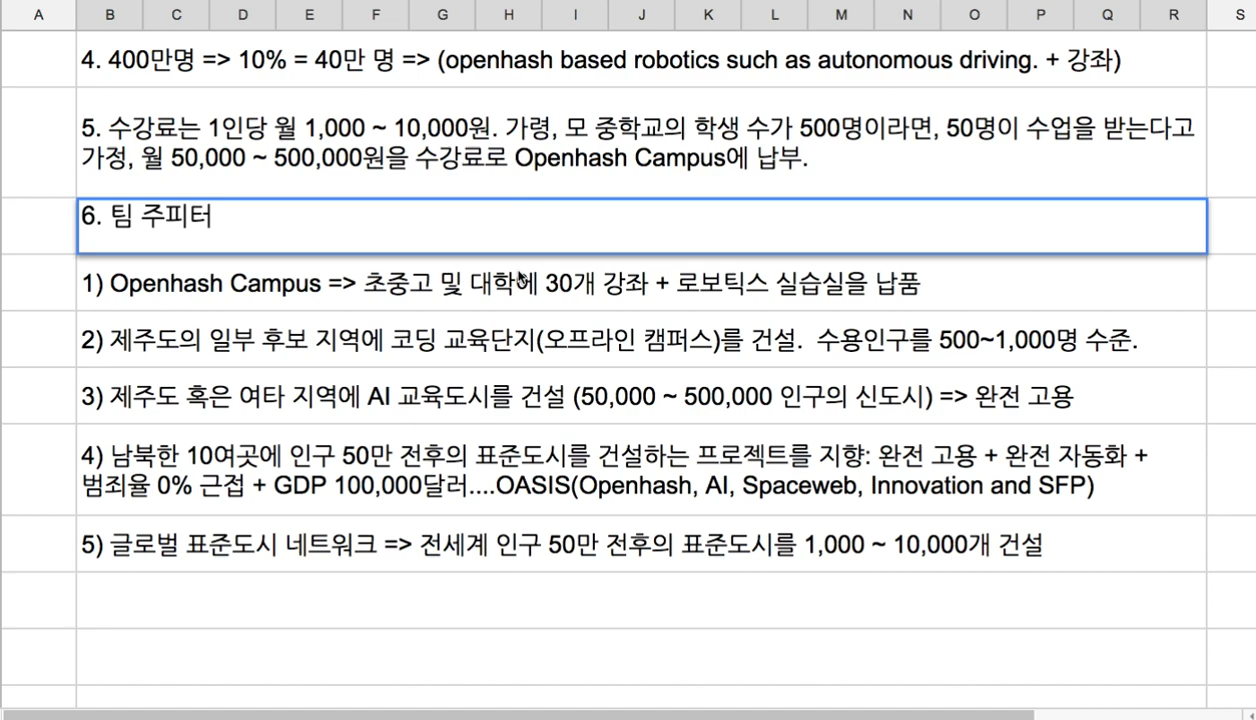 A B C D E F G H I J K L M N O P Q R S
4. 400만명 => 10% = 40만 명 => (openhash based robotics such as autonomous driving. + 강좌)
5. 수강료는 1인당 월 1,000 ~ 10,000원. 가령, 모 중학교의 학생 수가 500명이라면, 50명이 수업을 받는다고
가정, 월 50,000 ~ 500,000원을 수강료로 Openhash Campus에 납부.
6. 팀 주피터
1) Openhash Campus => 초중고 및 대학에 30개 강좌 + 로보틱스 실습실을 납품
2) 제주도의 일부 후보 지역에 코딩 교육단지(오프라인 캠퍼스)를 건설. 수용인구를 500~1,000명 수준.
3) 제주도 혹은 여타 지역에 AI 교육도시를 건설 (50,000 ~ 500,000 인구의 신도시) => 완전 고용
4) 남북한 10여곳에 인구 50만 전후의 표준도시를 건설하는 프로젝트를 지향: 완전 고용 + 완전 자동화 +
범죄율 0% 근접 + GDP 100,000달러....OASIS(Openhash, AI, Spaceweb, Innovation and SFP)
5) 글로벌 표준도시 네트워크 => 전세계 인구 50만 전후의 표준도시를 1,000 ~ 10,000개 건설